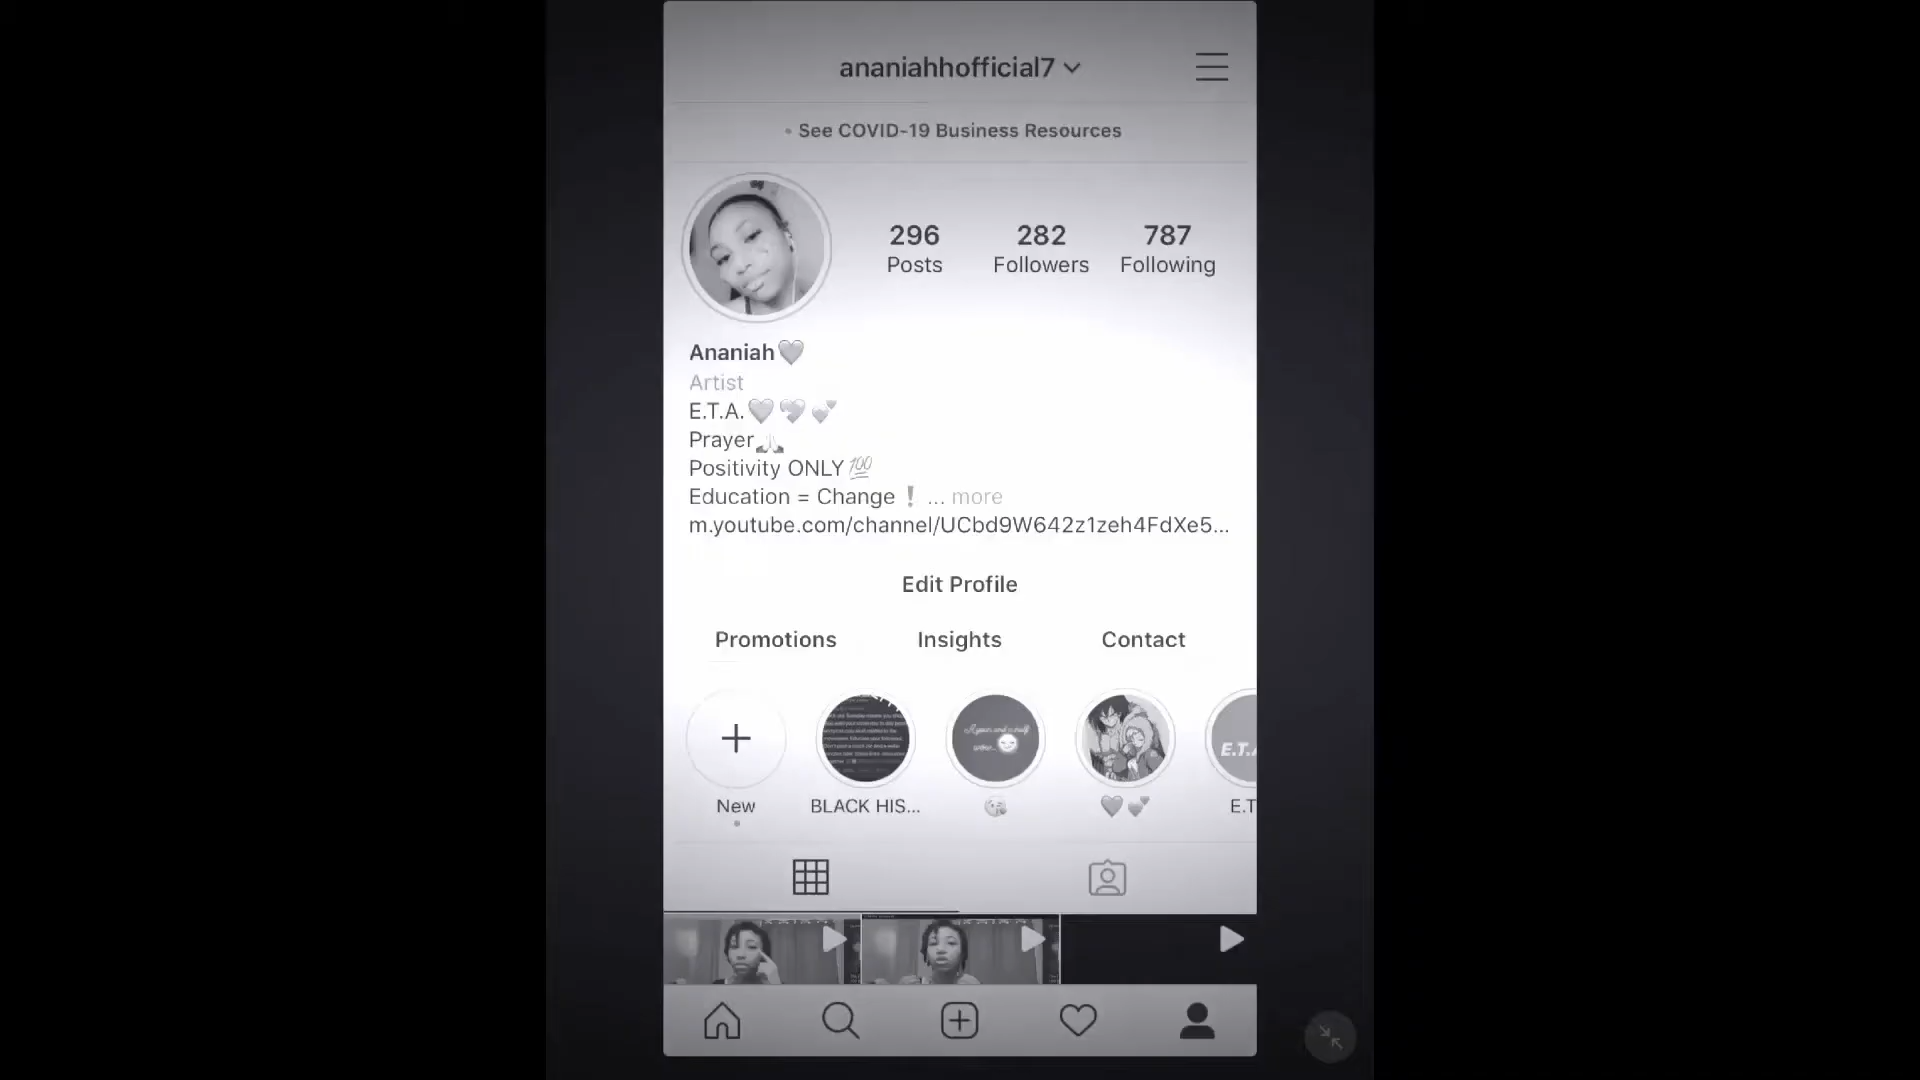 ananiahhofficial7
See COVID-19 Business Resources
296
Posts
282
Followers
787
Following
Ananiah🤍
Artist
E.T.A.🤍💖💕
Prayer🙏🏻
Positivity ONLY💯
Education = Change❗... more
m.youtube.com/channel/UCbd9W642z1zeh4FdXe5...
Edit Profile
Promotions
Insights
Contact
E.T.
New
BLACK HIS...
😘
🤍💕
E.T